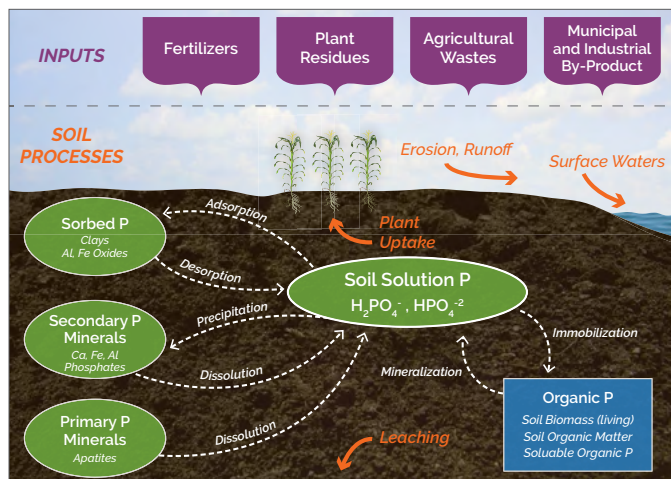 INPUTS
Fertilizers
Plant
Residues
Agricultural
Wastes
Municipal
and Industrial
By-Product
SOIL
PROCESSES
Erosion, Runoff
Surface Waters
Adsorption
Plant
Uptake
Sorbed P
Clays
Al, Fe Oxides
Desorption
Soil Solution P
H₂PO₄⁻ , HPO₄⁻²
Precipitation
Secondary P
Minerals
Ca, Fe, Al
Phosphates
Dissolution
Immobilization
Mineralization
Primary P
Minerals
Apatites
Dissolution
Leaching
Organic P
Soil Biomass (living)
Soil Organic Matter
Soluable Organic P